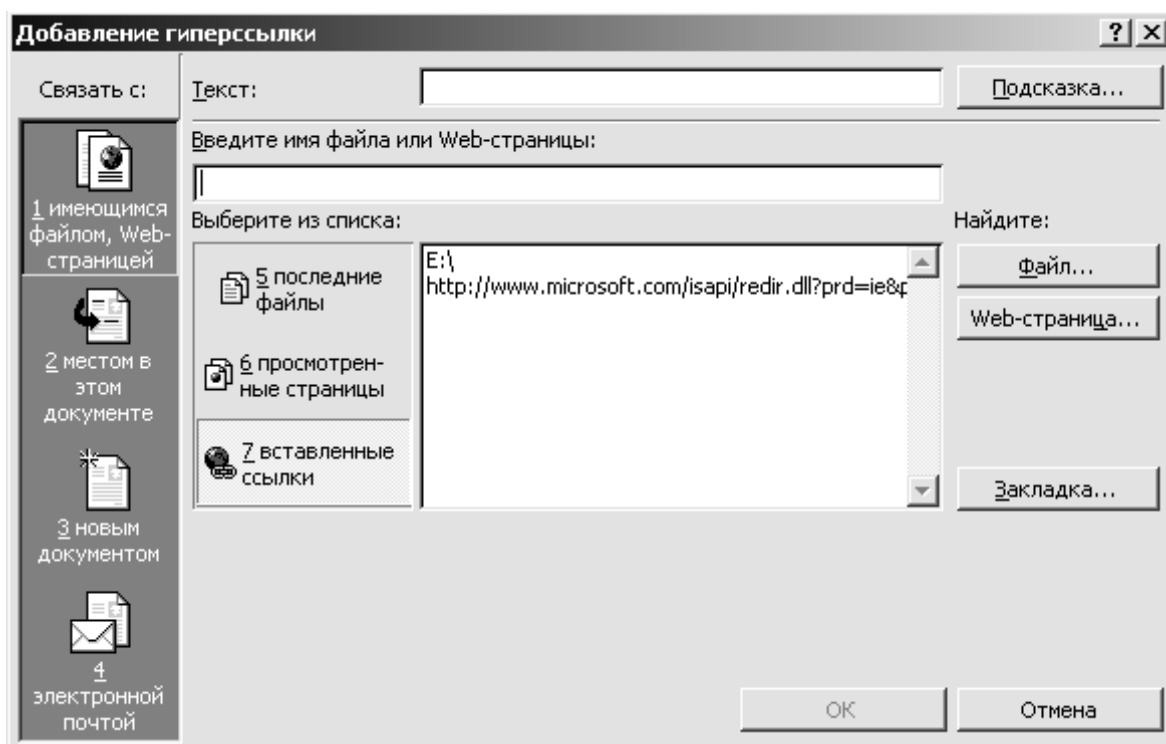 Добавление гиперссылки
Связать с:
Текст:
Подсказка...
Введите имя файла или Web-страницы:
1 имеющимся
файлом, Web-
страницей
Выберите из списка:
Найдите:
5 последние
файлы
E:\
http://www.microsoft.com/isapi/redir.dll?prd=ie&p
Файл...
Web-страница...
2 местом в
этом
документе
6 просмотрен-
ные страницы
7 вставленные
ссылки
Закладка...
3 новым
документом
4
электронной
почтой
ОК
Отмена